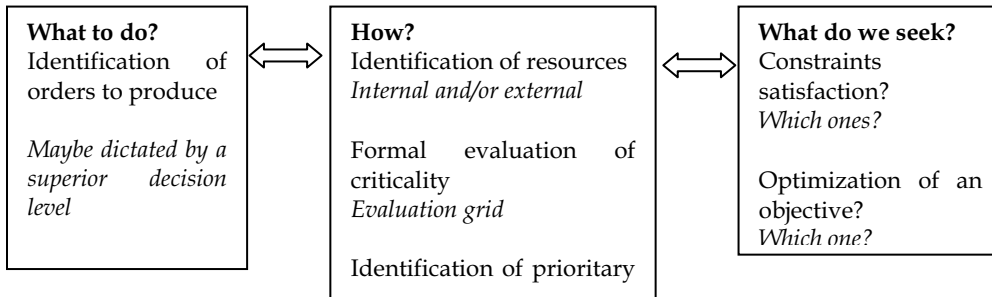 What to do?
Identification of
orders to produce
Maybe dictated by a
superior decision
level
How?
Identification of resources
Internal and/or external
Formal evaluation of
criticality
Evaluation grid
Identification of prioritary
What do we seek?
Constraints
satisfaction?
Which ones?
Optimization of an
objective?
Which one?